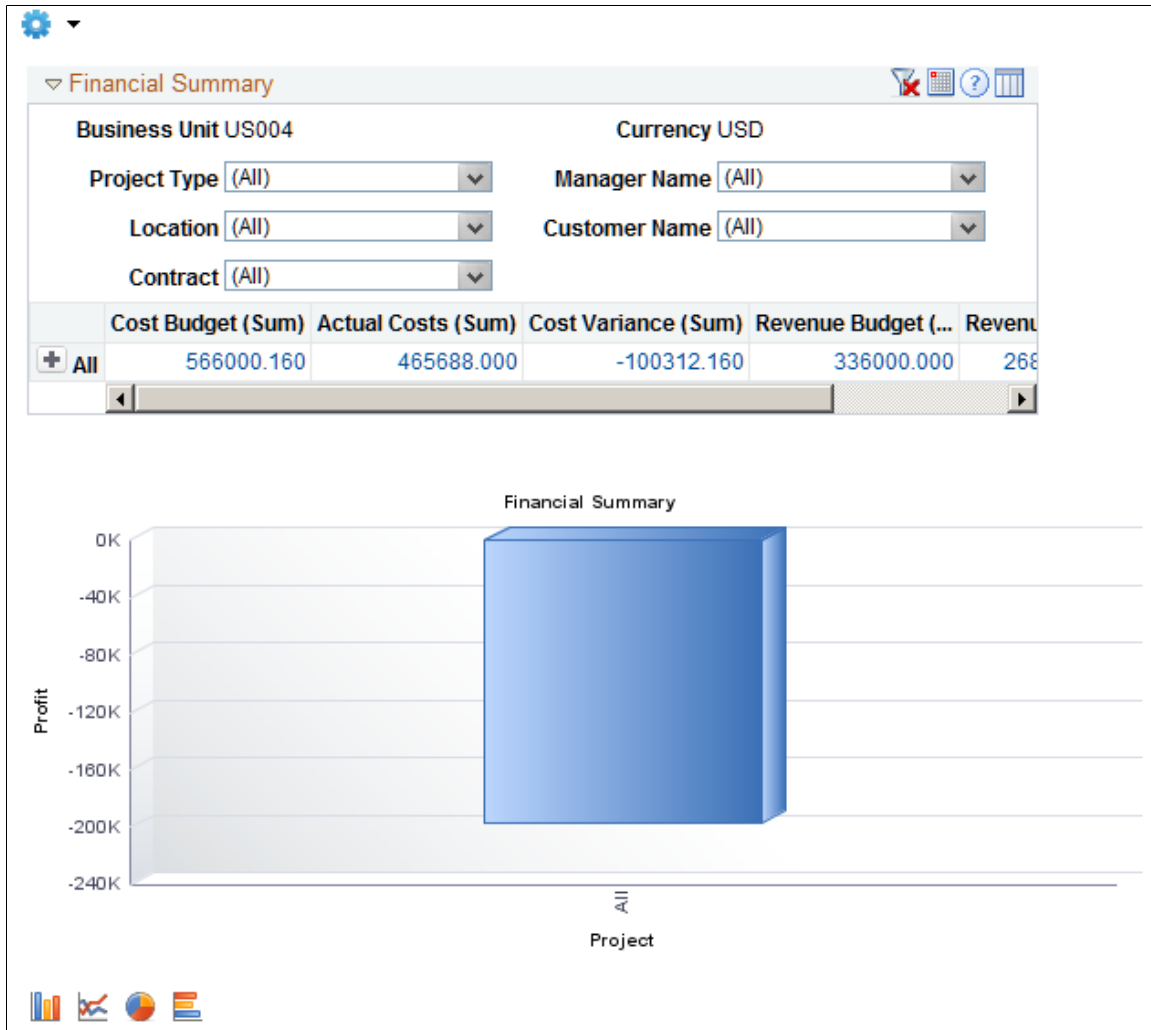 Financial Summary
?
Business Unit US004 Currency USD
Project Type (All) Manager Name (All)
Location (All) Customer Name (All)
Contract (All)
Cost Budget (Sum) Actual Costs (Sum) Cost Variance (Sum) Revenue Budget (... Revenu
All 566000.160 465688.000 -100312.160 336000.000 268
Financial Summary
0K
-40K
-80K
-120K
-160K
-200K
-240K
Profit
All
Project